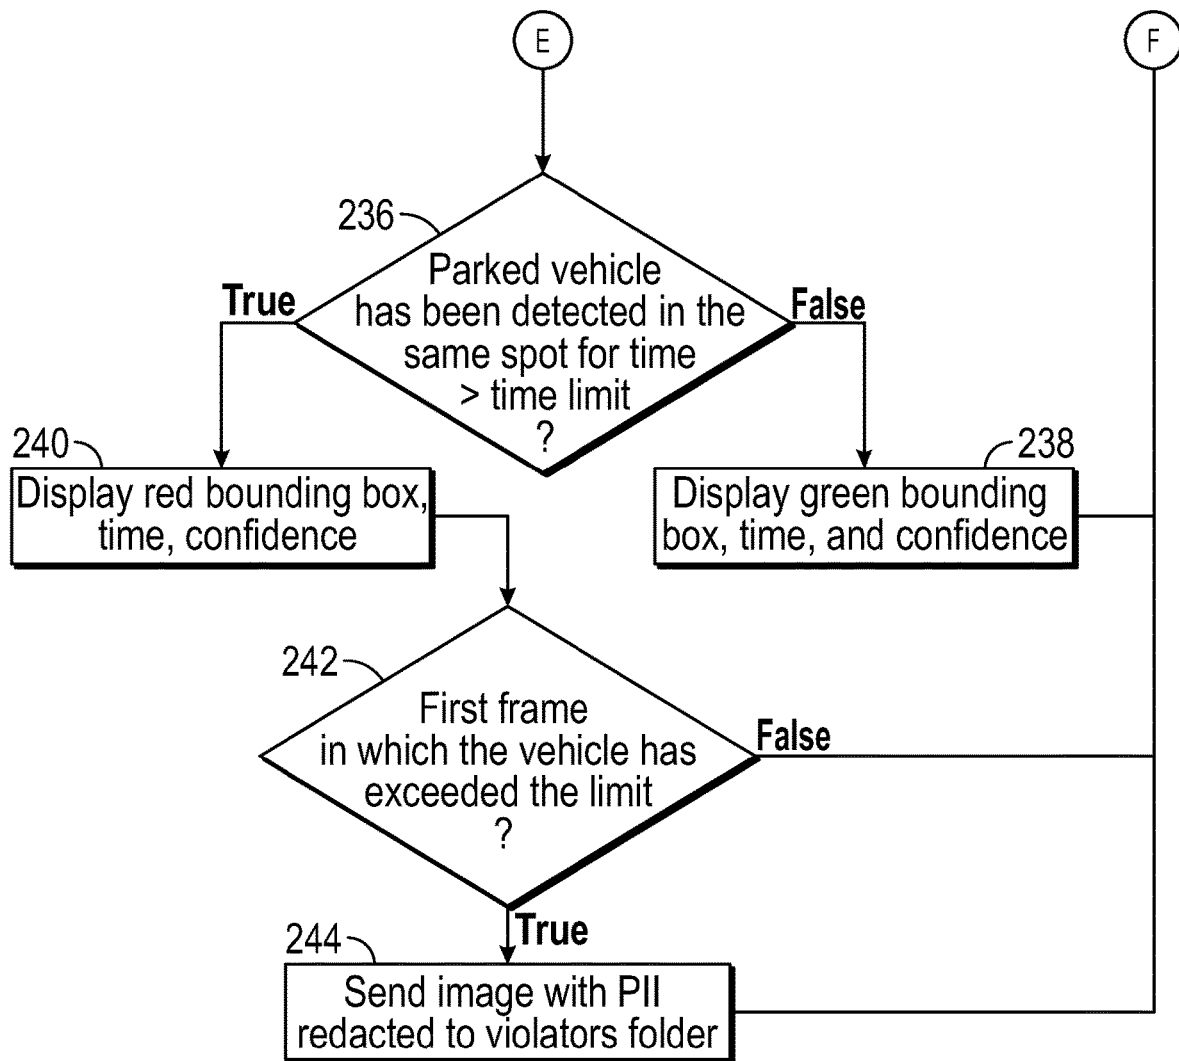 E
F
236
Parked vehicle
has been detected in the
same spot for time
> time limit
?
True
False
240
Display red bounding box,
time, confidence
238
Display green bounding
box, time, and confidence
242
First frame
in which the vehicle has
exceeded the limit
?
False
True
244
Send image with PII
redacted to violators folder